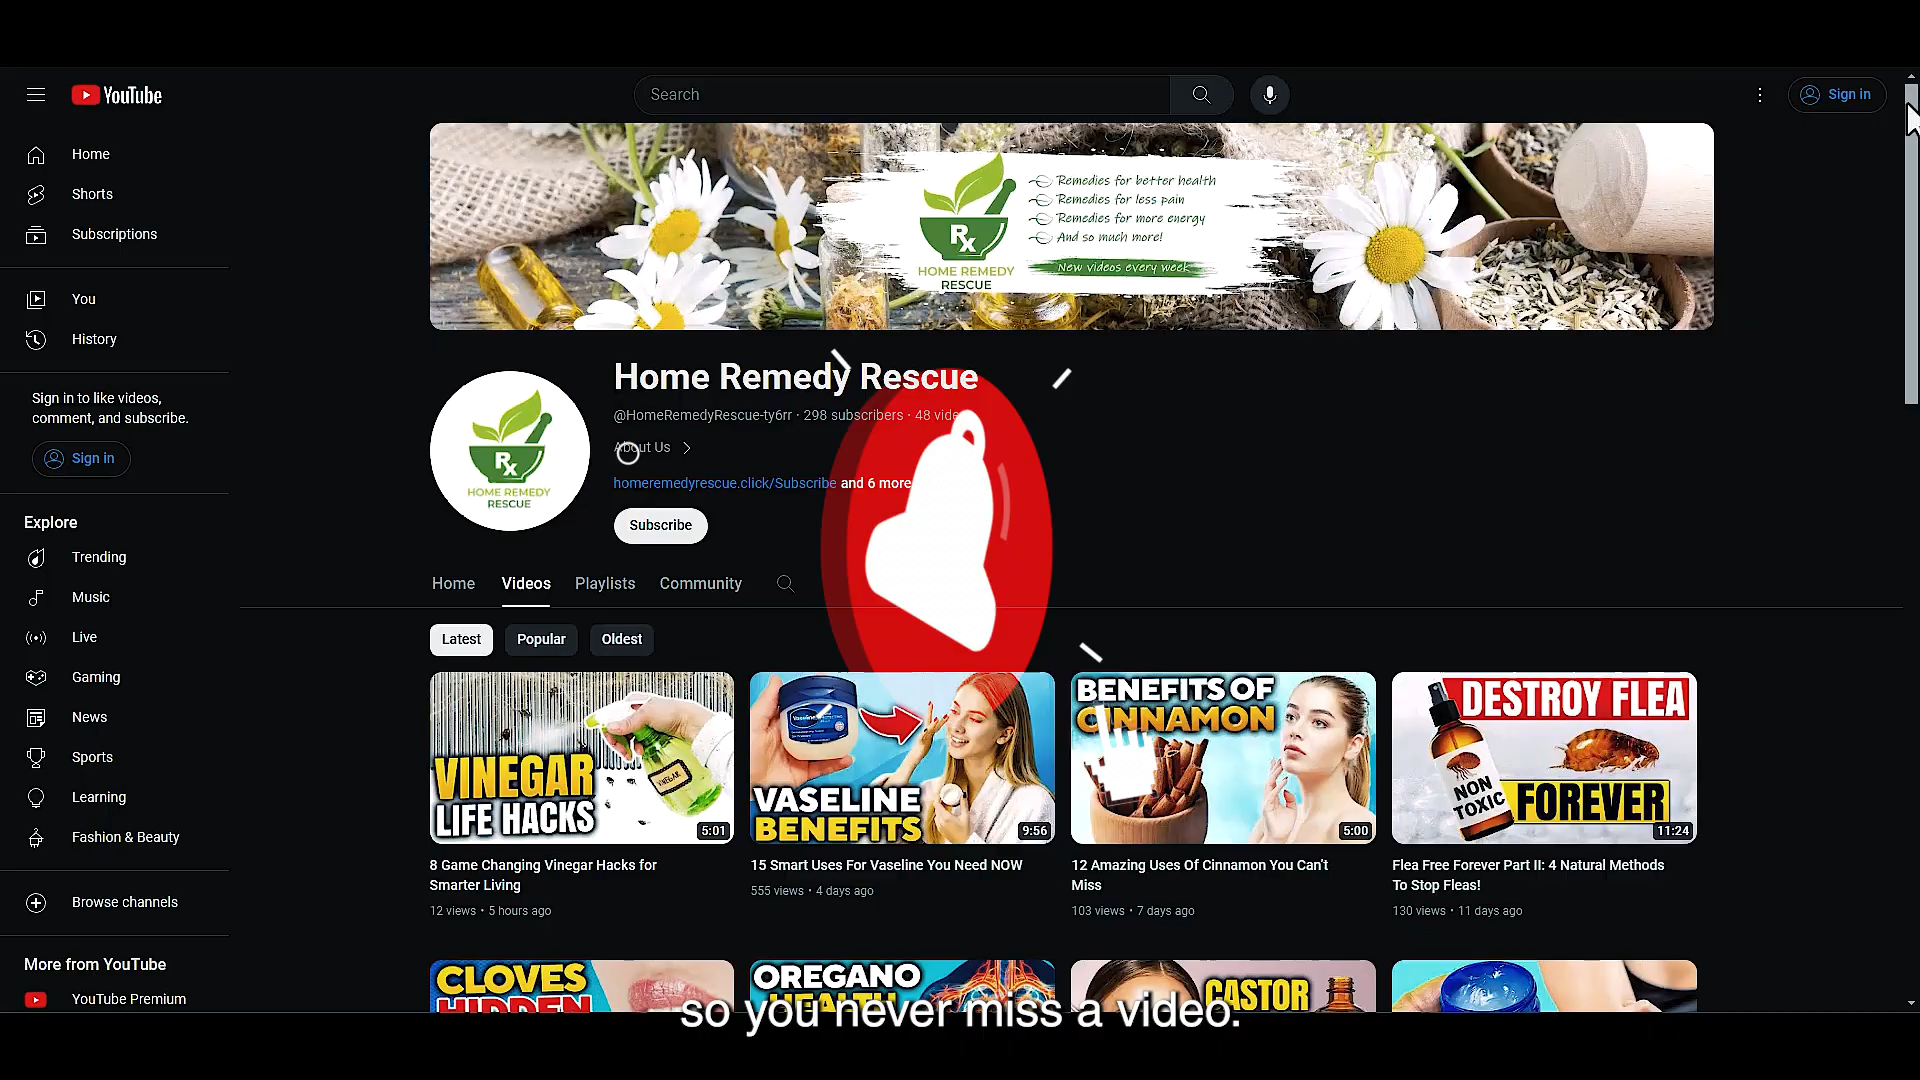 YouTube
Search
Sign in
Home
Shorts
Subscriptions
You
History
Sign in to like videos,
comment, and subscribe.
Sign in
Explore
Trending
Music
Live
Gaming
News
Sports
Learning
Fashion & Beauty
Browse channels
More from YouTube
YouTube Premium
Rx
HOME REMEDY
RESCUE
Remedies for better health
Remedies for less pain
Remedies for more energy
And so much more!
New videos every week
Rx
HOME REMEDY
RESCUE
Home Remedy Rescue
@HomeRemedyRescue-ty6rr · 298 subscribers · 48
About Us
homeremedyrescue.click/Subscribe and 6 more
Subscribe
Home Videos Playlists Community
Latest Popular Oldest
VINEGAR
LIFE HACKS
VINEGAR
5:01
8 Game Changing Vinegar Hacks for
Smarter Living
12 views • 5 hours ago
Vaseline
VASELINE
BENEFITS
9:56
15 Smart Uses For Vaseline You Need NOW
555 views • 4 days ago
BENEFITS OF
CINNAMON
5:00
12 Amazing Uses Of Cinnamon You Can't
Miss
103 views • 7 days ago
DESTROY FLEA
FOREVER
NON
TOXIC
11:24
Flea Free Forever Part II: 4 Natural Methods
To Stop Fleas!
130 views • 11 days ago
CLOVES
HIDDEN
OREGANO
HEALTH
CASTOR
so you never miss a video.